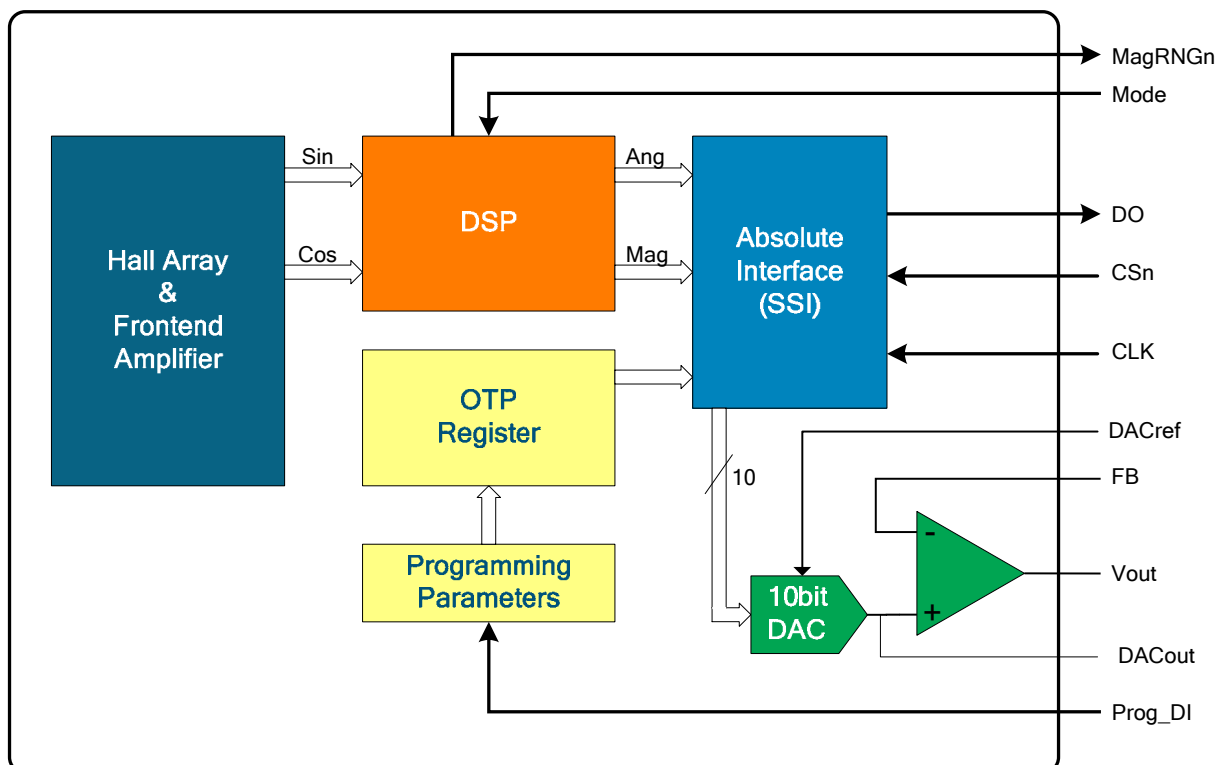 MagRNGn
Mode
Sin
Cos
Hall Array
&
Frontend
Amplifier
DSP
Ang
Mag
Absolute
Interface
(SSI)
DO
CSn
CLK
OTP
Register
10
DACref
FB
-
+
Vout
Programming
Parameters
10bit
DAC
DACout
Prog_DI